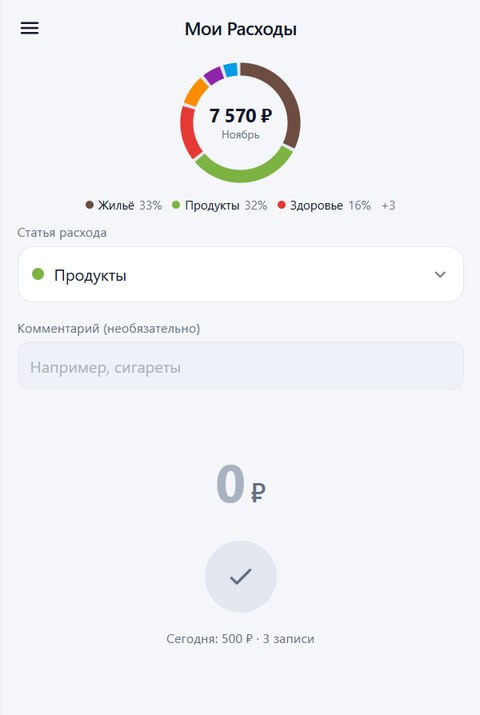 Мои Расходы
7 570 ₽
Ноябрь
Жильё 33% Продукты 32% Здоровье 16% +3
Статья расхода
Продукты
Комментарий (необязательно)
Например, сигареты
0 ₽
Сегодня: 500 ₽ · 3 записи